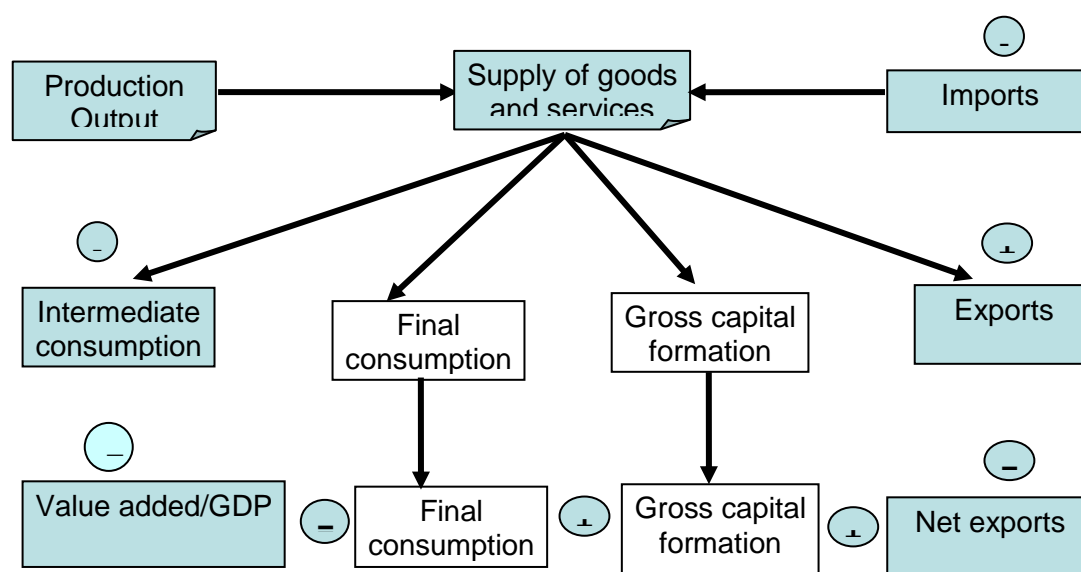 -
Production
Output
Supply of goods
and services
Imports
-
+
Intermediate
consumption
Final
consumption
Gross capital
formation
Exports
Value added/GDP
Final
consumption
+
Gross capital
formation
+
Net exports